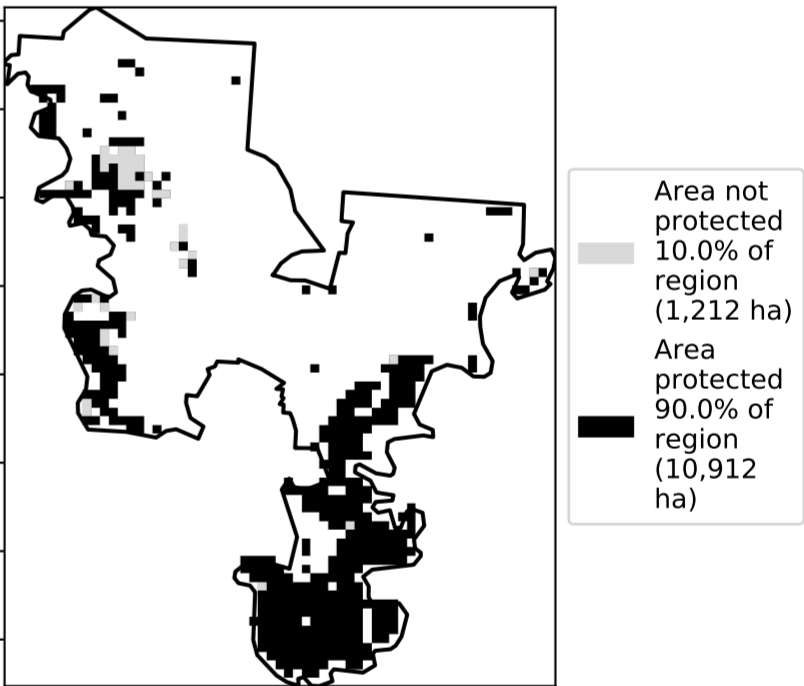 Area not
protected
10.0% of
region
(1,212 ha)
Area
protected
90.0% of
region
(10,912
ha)